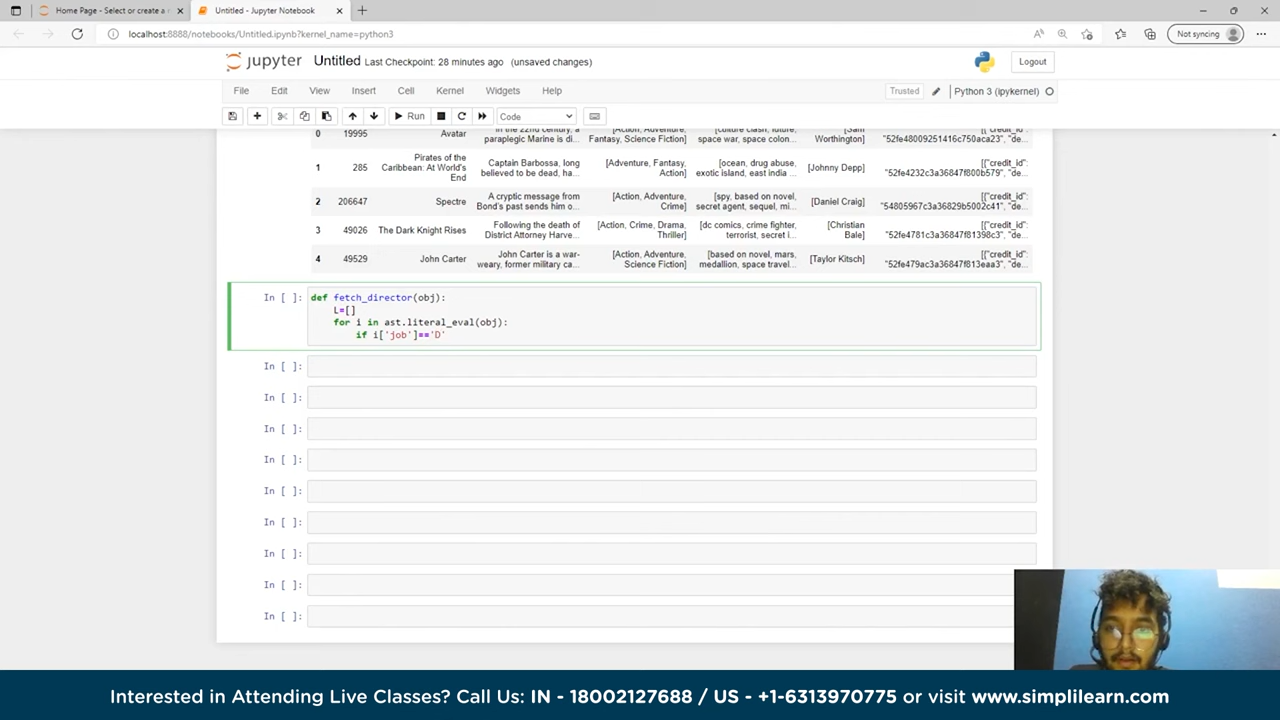 Home Page - Select or create a n
Untitled - Jupyter Notebook
localhost:8888/notebooks/Untitled.ipynb?kernel_name=python3
Not syncing
jupyter Untitled Last Checkpoint: 28 minutes ago (unsaved changes)
Logout
File Edit View Insert Cell Kernel Widgets Help
Trusted Python 3 (ipykernel)
Run Code
In the 22nd century, a [Action, Adventure, [culture clash, future, [Sam [{"credit_id":
0 19995 Avatar paraplegic Marine is di... Fantasy, Science Fiction] space war, space colon... Worthington] "52fe48009251416c750aca23", "de...
Pirates of the
1 285 Caribbean: At World's Captain Barbossa, long [Adventure, Fantasy, [ocean, drug abuse, [Johnny Depp] [{"credit_id":
End believed to be dead, ha... Action] exotic island, east india ... "52fe4232c3a36847f800b579", "de...
2 206647 Spectre A cryptic message from [Action, Adventure, [spy, based on novel, [Daniel Craig] [{"credit_id":
Bond's past sends him o... Crime] secret agent, sequel, mi... "54805967c3a36829b5002c41", "de...
3 49026 The Dark Knight Rises Following the death of [Action, Crime, Drama, [dc comics, crime fighter, [Christian [{"credit_id":
District Attorney Harve... Thriller] terrorist, secret i... Bale] "52fe4781c3a36847f81398c3", "de...
4 49529 John Carter John Carter is a war- [Action, Adventure, [based on novel, mars, [Taylor Kitsch] [{"credit_id":
weary, former military ca... Science Fiction] medallion, space travel... "52fe479ac3a36847f813eaa3", "de...
In [ ]: def fetch_director(obj):
L=[]
for i in ast.literal_eval(obj):
if i['job']=='D'
In [ ]:
In [ ]:
In [ ]:
In [ ]:
In [ ]:
In [ ]:
In [ ]:
In [ ]:
In [ ]:
Interested in Attending Live Classes? Call Us: IN - 18002127688 / US - +1-6313970775 or visit www.simplilearn.com